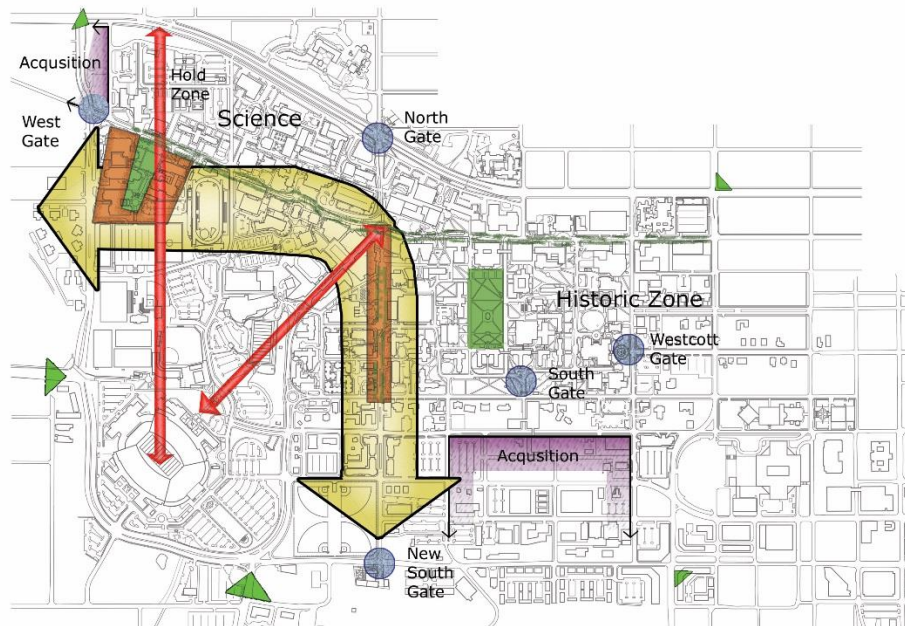 Acqusition
Hold
Zone
West
Gate
Science
North
Gate
Historic Zone
Westcott
Gate
South
Gate
Acqusition
New
South
Gate